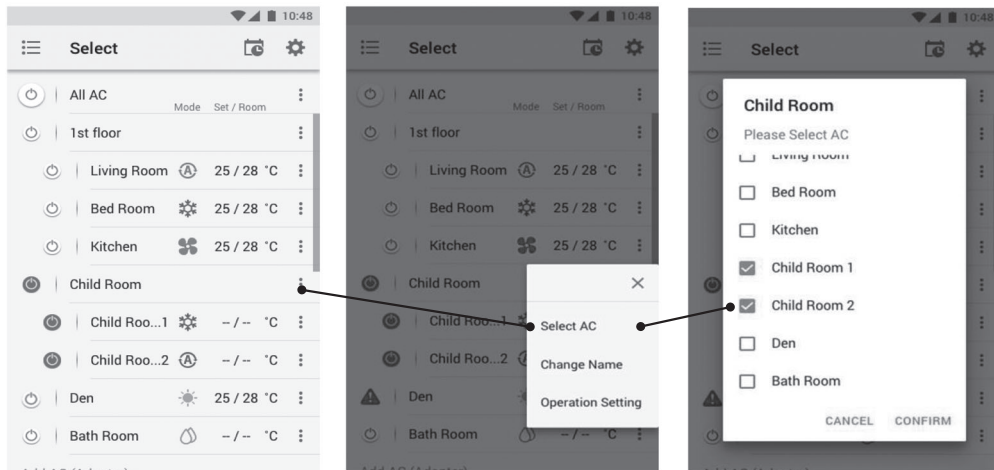 10:48
Select
All AC
Mode Set / Room
1st floor
Living Room 25 / 28 °C
Bed Room 25 / 28 °C
Kitchen 25 / 28 °C
Child Room
Child Roo...1 -- / -- °C
Child Roo...2 -- / -- °C
Den 25 / 28 °C
Bath Room -- / -- °C
10:48
Select
All AC
Mode Set / Room
1st floor
Living Room 25 / 28 °C
Bed Room 25 / 28 °C
Kitchen 25 / 28 °C
Child Room
Child Roo...1
Child Roo...2
Den
Bath Room -- / -- °C
Select AC
Change Name
Operation Setting
10:48
Select
Child Room
Please Select AC
Living Room
Bed Room
Kitchen
Child Room 1
Child Room 2
Den
Bath Room
CANCEL CONFIRM